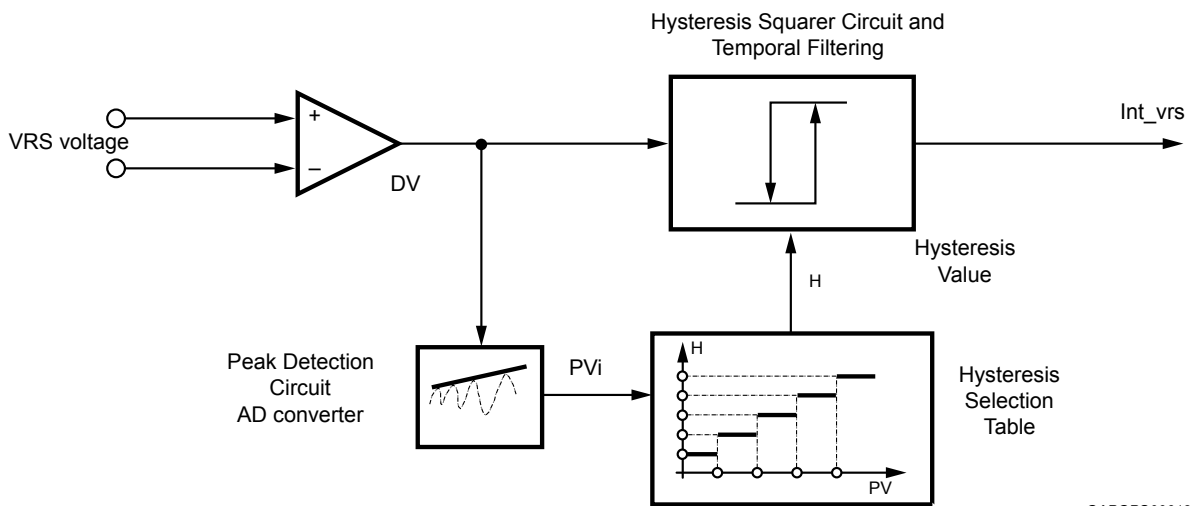 Hysteresis Squarer Circuit and
Temporal Filtering
VRS voltage
+
–
DV
Int_vrs
Hysteresis
Value
H
Peak Detection
Circuit
AD converter
PVi
H
PV
Hysteresis
Selection
Table